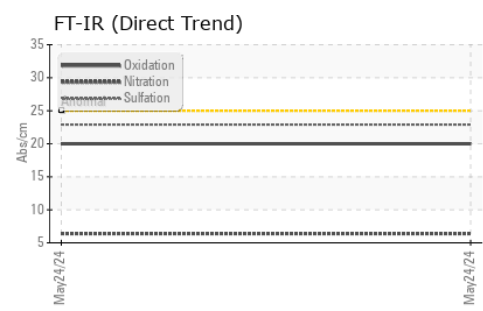 FT-IR (Direct Trend)
35
30
25
20
15
10
5
Abs/cm
Oxidation
Nitration
Sulfation
Abnormal
May24/24
May24/24